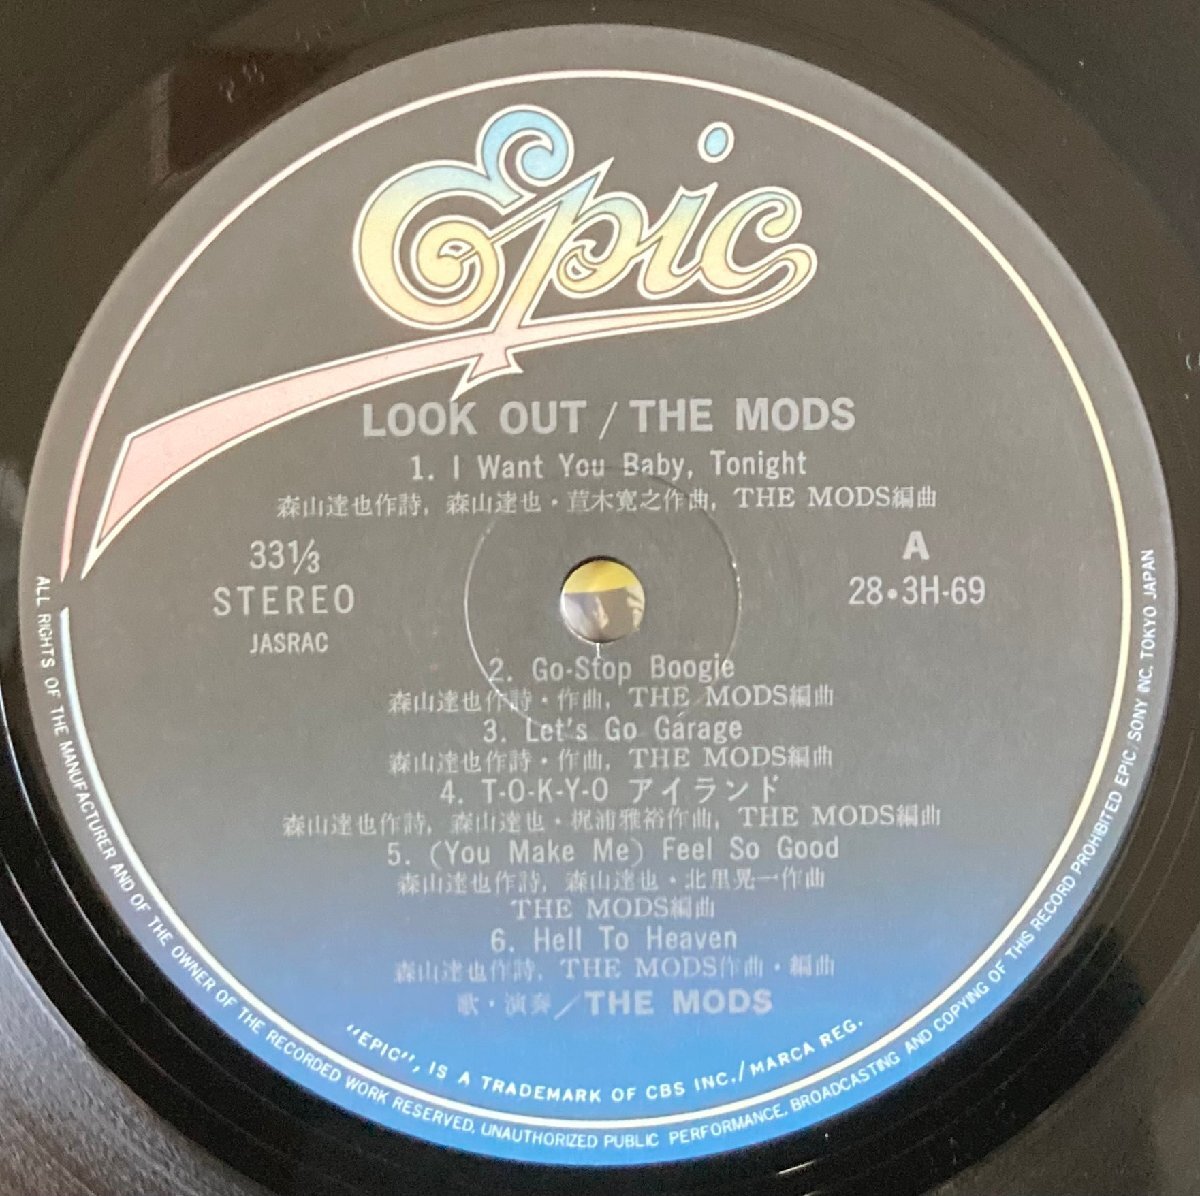 Epic
LOOK OUT / THE MODS
1. I Want You Baby, Tonight
森山達也作詩, 森山達也・苣木寛之作曲, THE MODS編曲
33⅓
STEREO
JASRAC
A
28・3H-69
2. Go-Stop Boogie
森山達也作詩・作曲, THE MODS編曲
3. Let's Go Garage
森山達也作詩・作曲, THE MODS編曲
4. T-O-K-Y-O アイランド
森山達也作詩, 森山達也・梶浦雅裕作曲, THE MODS編曲
5. (You Make Me) Feel So Good
森山達也作詩, 森山達也・北里晃一作曲
THE MODS編曲
6. Hell To Heaven
森山達也作詩, THE MODS作曲・編曲
歌・演奏/THE MODS
"EPIC", IS A TRADEMARK OF CBS INC./MARCA REG.
ALL RIGHTS OF THE MANUFACTURER AND OF THE OWNER OF THE RECORDED WORK RESERVED. UNAUTHORIZED PUBLIC PERFORMANCE, BROADCASTING AND COPYING OF THIS RECORD PROHIBITED EPIC/SONY INC. TOKYO JAPAN